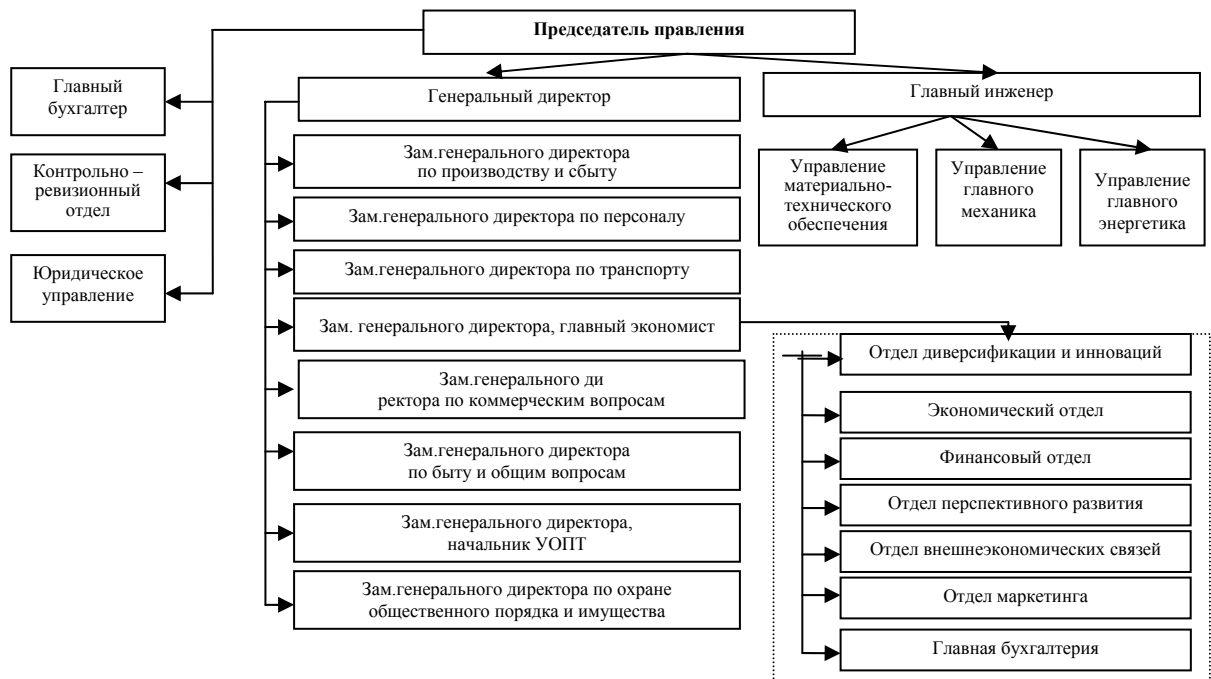 Председатель правления
Главный
бухгалтер
Контрольно –
ревизионный
отдел
Юридическое
управление
Генеральный директор
Зам.генерального директора
по производству и сбыту
Зам.генерального директора по персоналу
Зам.генерального директора по транспорту
Зам. генерального директора, главный экономист
Зам.генерального ди
ректора по коммерческим вопросам
Зам.генерального директора
по быту и общим вопросам
Зам.генерального директора,
начальник УОПТ
Зам.генерального директора по охране
общественного порядка и имущества
Главный инженер
Управление
материально-
технического
обеспечения
Управление
главного
механика
Управление
главного
энергетика
Отдел диверсификации и инноваций
Экономический отдел
Финансовый отдел
Отдел перспективного развития
Отдел внешнеэкономических связей
Отдел маркетинга
Главная бухгалтерия